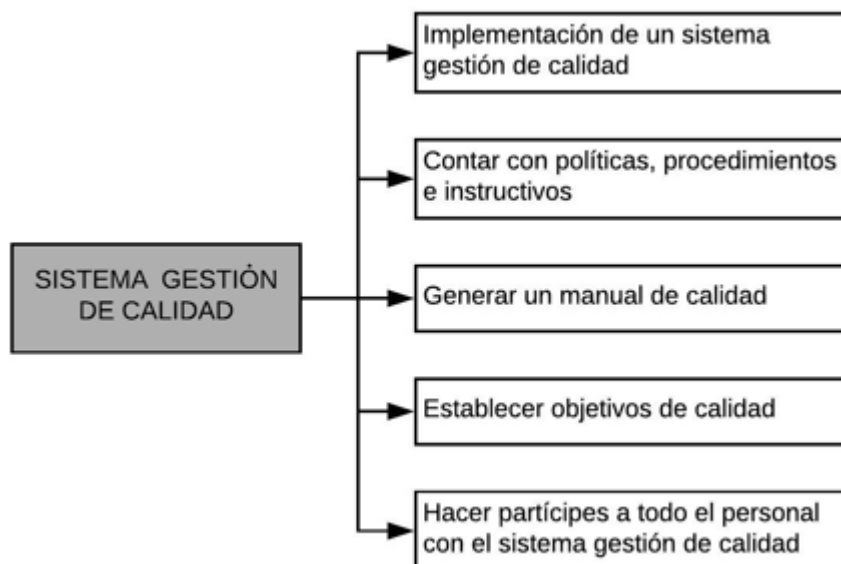 Implementación de un sistema
gestión de calidad
Contar con políticas, procedimientos
e instructivos
SISTEMA GESTIÓN
DE CALIDAD
Generar un manual de calidad
Establecer objetivos de calidad
Hacer partícipes a todo el personal
con el sistema gestión de calidad